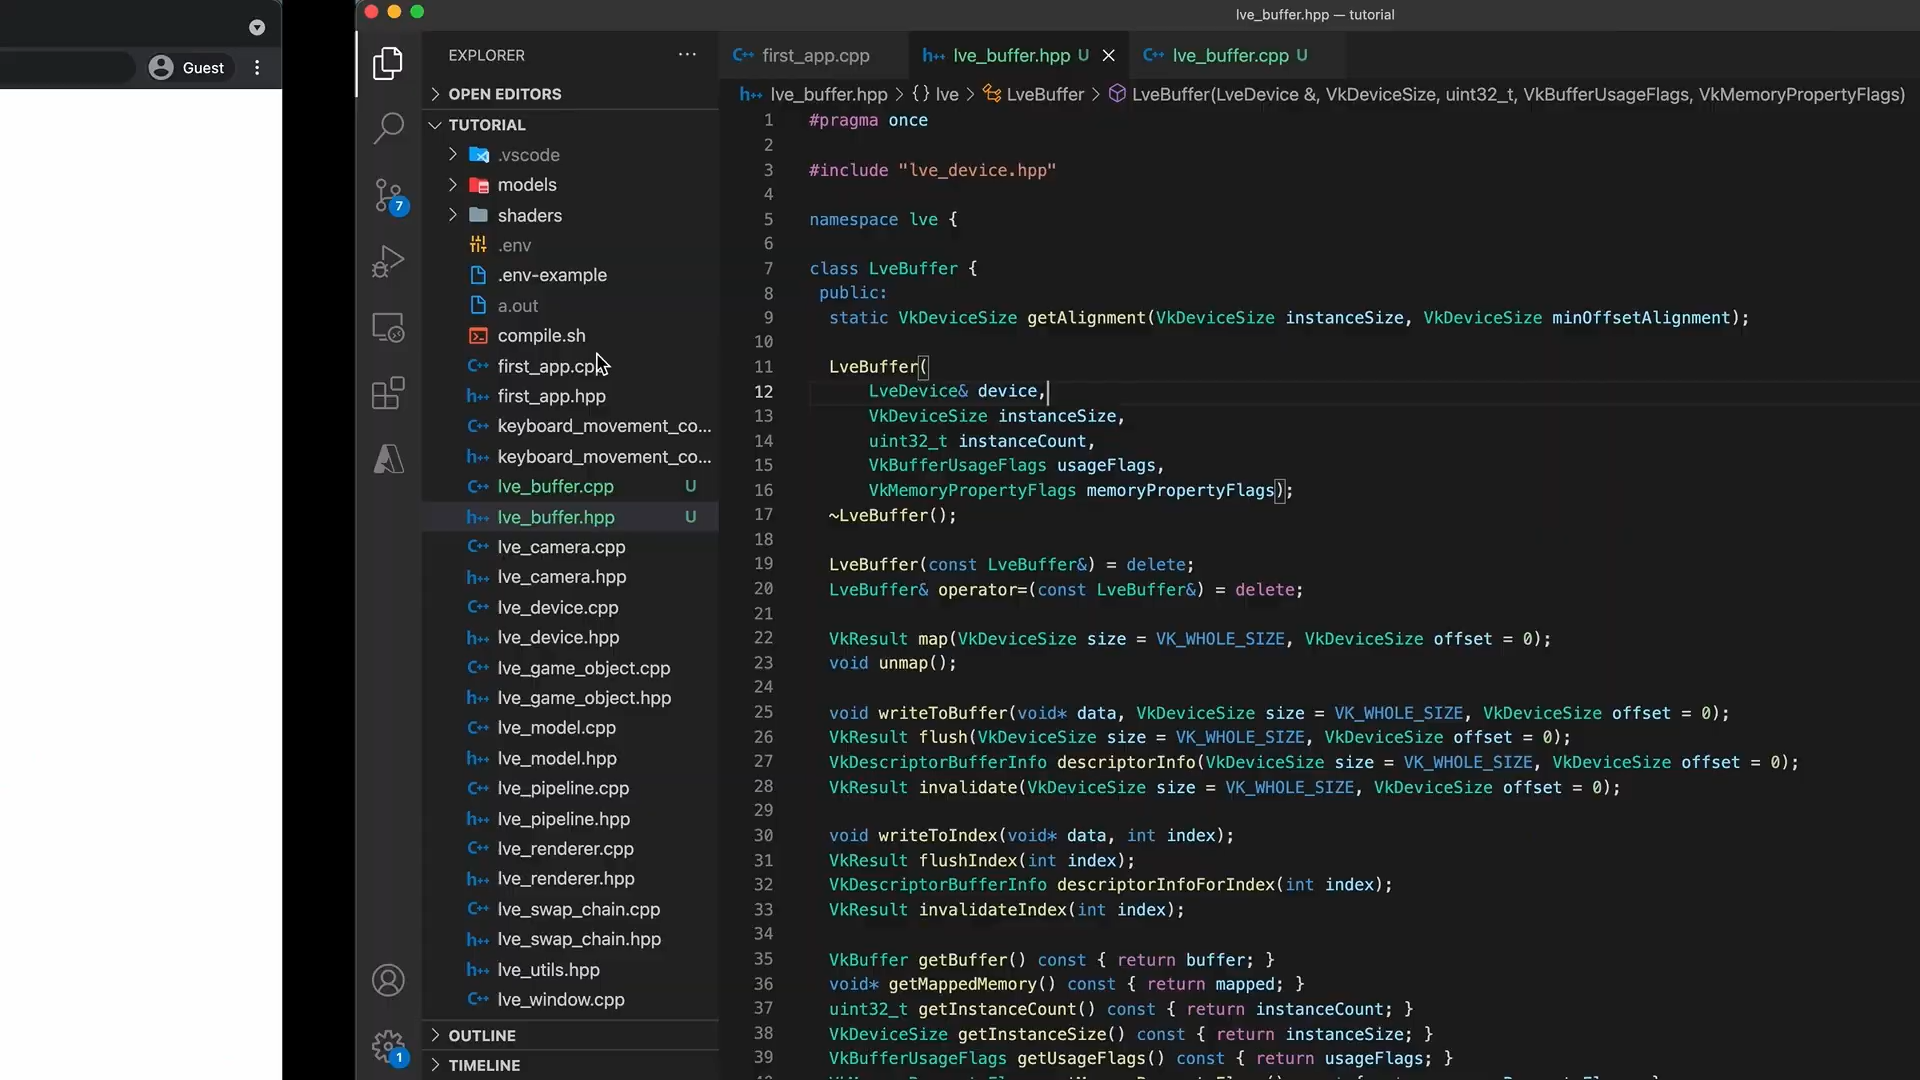 lve_buffer.hpp — tutorial
Guest
EXPLORER
OPEN EDITORS
TUTORIAL
.vscode
models
shaders
.env
.env-example
a.out
compile.sh
first_app.cpp
first_app.hpp
keyboard_movement_co...
keyboard_movement_co...
lve_buffer.cpp U
lve_buffer.hpp U
lve_camera.cpp
lve_camera.hpp
lve_device.cpp
lve_device.hpp
lve_game_object.cpp
lve_game_object.hpp
lve_model.cpp
lve_model.hpp
lve_pipeline.cpp
lve_pipeline.hpp
lve_renderer.cpp
lve_renderer.hpp
lve_swap_chain.cpp
lve_swap_chain.hpp
lve_utils.hpp
lve_window.cpp
OUTLINE
TIMELINE
7
1
first_app.cpp
lve_buffer.hpp U
lve_buffer.cpp U
lve_buffer.hpp > {} lve > LveBuffer > LveBuffer(LveDevice &, VkDeviceSize, uint32_t, VkBufferUsageFlags, VkMemoryPropertyFlags)
1 #pragma once
2
3 #include "lve_device.hpp"
4
5 namespace lve {
6
7 class LveBuffer {
8 public:
9 static VkDeviceSize getAlignment(VkDeviceSize instanceSize, VkDeviceSize minOffsetAlignment);
10
11 LveBuffer(
12 LveDevice& device,
13 VkDeviceSize instanceSize,
14 uint32_t instanceCount,
15 VkBufferUsageFlags usageFlags,
16 VkMemoryPropertyFlags memoryPropertyFlags);
17 ~LveBuffer();
18
19 LveBuffer(const LveBuffer&) = delete;
20 LveBuffer& operator=(const LveBuffer&) = delete;
21
22 VkResult map(VkDeviceSize size = VK_WHOLE_SIZE, VkDeviceSize offset = 0);
23 void unmap();
24
25 void writeToBuffer(void* data, VkDeviceSize size = VK_WHOLE_SIZE, VkDeviceSize offset = 0);
26 VkResult flush(VkDeviceSize size = VK_WHOLE_SIZE, VkDeviceSize offset = 0);
27 VkDescriptorBufferInfo descriptorInfo(VkDeviceSize size = VK_WHOLE_SIZE, VkDeviceSize offset = 0);
28 VkResult invalidate(VkDeviceSize size = VK_WHOLE_SIZE, VkDeviceSize offset = 0);
29
30 void writeToIndex(void* data, int index);
31 VkResult flushIndex(int index);
32 VkDescriptorBufferInfo descriptorInfoForIndex(int index);
33 VkResult invalidateIndex(int index);
34
35 VkBuffer getBuffer() const { return buffer; }
36 void* getMappedMemory() const { return mapped; }
37 uint32_t getInstanceCount() const { return instanceCount; }
38 VkDeviceSize getInstanceSize() const { return instanceSize; }
39 VkBufferUsageFlags getUsageFlags() const { return usageFlags; }